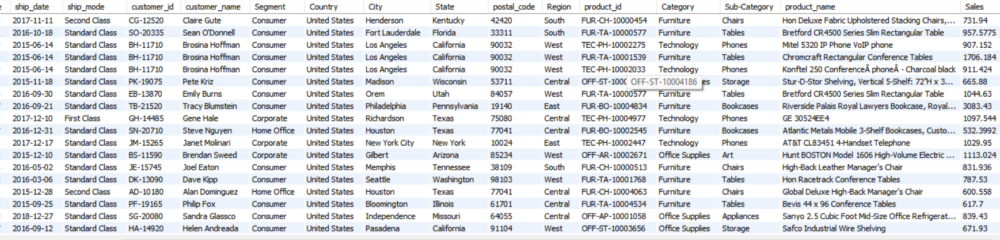 ship_date ship_mode customer_id customer_name Segment Country City State postal_code Region product_id Category Sub-Category product_name Sales
2017-11-11 Second Class CG-12520 Claire Gute Consumer United States Henderson Kentucky 42420 South FUR-CH-10000454 Furniture Chairs Hon Deluxe Fabric Upholstered Stacking Chairs,... 731.94
2016-10-18 Standard Class SO-20335 Sean O'Donnell Consumer United States Fort Lauderdale Florida 33311 South FUR-TA-10000577 Furniture Tables Bretford CR4500 Series Slim Rectangular Table 957.5775
2015-06-14 Standard Class BH-11710 Brosina Hoffman Consumer United States Los Angeles California 90032 West TEC-PH-10002275 Technology Phones Mitel 5320 IP Phone VoIP phone 907.152
2015-06-14 Standard Class BH-11710 Brosina Hoffman Consumer United States Los Angeles California 90032 West FUR-TA-10001539 Furniture Tables Chromcraft Rectangular Conference Tables 1706.184
2015-06-14 Standard Class BH-11710 Brosina Hoffman Consumer United States Los Angeles California 90032 West TEC-PH-10002033 Technology Phones Konftel 250 ConferenceÂ phoneÂ - Charcoal black 911.424
2015-11-18 Standard Class PK-19075 Pete Kriz Consumer United States Madison Wisconsin 53711 Central OFF-ST-1000 OFF-ST-10004186 es Storage Stur-D-Stor Shelving, Vertical 5-Shelf: 72"H x 3... 665.88
2016-09-30 Standard Class EB-13870 Emily Burns Consumer United States Orem Utah 84057 West FUR-TA-10000577 Furniture Tables Bretford CR4500 Series Slim Rectangular Table 1044.63
2016-09-21 Standard Class TB-21520 Tracy Blumstein Consumer United States Philadelphia Pennsylvania 19140 East FUR-BO-10004834 Furniture Bookcases Riverside Palais Royal Lawyers Bookcase, Royal... 3083.43
2017-12-10 First Class GH-14485 Gene Hale Corporate United States Richardson Texas 75080 Central TEC-PH-10004977 Technology Phones GE 30524EE4 1097.544
2016-12-31 Standard Class SN-20710 Steve Nguyen Home Office United States Houston Texas 77041 Central FUR-BO-10002545 Furniture Bookcases Atlantic Metals Mobile 3-Shelf Bookcases, Custo... 532.3992
2017-12-17 Standard Class JM-15265 Janet Molinari Corporate United States New York City New York 10024 East TEC-PH-10002447 Technology Phones AT&T CL83451 4-Handset Telephone 1029.95
2015-12-10 Standard Class BS-11590 Brendan Sweed Corporate United States Gilbert Arizona 85234 West OFF-AR-10002671 Office Supplies Art Hunt BOSTON Model 1606 High-Volume Electric ... 1113.024
2016-05-02 Standard Class JE-15745 Joel Eaton Consumer United States Memphis Tennessee 38109 South FUR-CH-10000513 Furniture Chairs High-Back Leather Manager's Chair 831.936
2016-03-06 Standard Class DK-13090 Dave Kipp Consumer United States Seattle Washington 98103 West FUR-TA-10001768 Furniture Tables Hon Racetrack Conference Tables 787.53
2015-12-28 Second Class AD-10180 Alan Dominguez Home Office United States Houston Texas 77041 Central FUR-CH-10004063 Furniture Chairs Global Deluxe High-Back Manager's Chair 600.558
2015-09-25 Standard Class PF-19165 Philip Fox Consumer United States Bloomington Illinois 61701 Central FUR-TA-10004534 Furniture Tables Bevis 44 x 96 Conference Tables 617.7
2018-12-27 Standard Class SG-20080 Sandra Glassco Consumer United States Independence Missouri 64055 Central OFF-AP-10001058 Office Supplies Appliances Sanyo 2.5 Cubic Foot Mid-Size Office Refrigerat... 839.43
2016-09-12 Standard Class HA-14920 Helen Andreada Consumer United States Pasadena California 91104 West OFF-ST-10003656 Office Supplies Storage Safco Industrial Wire Shelving 671.93